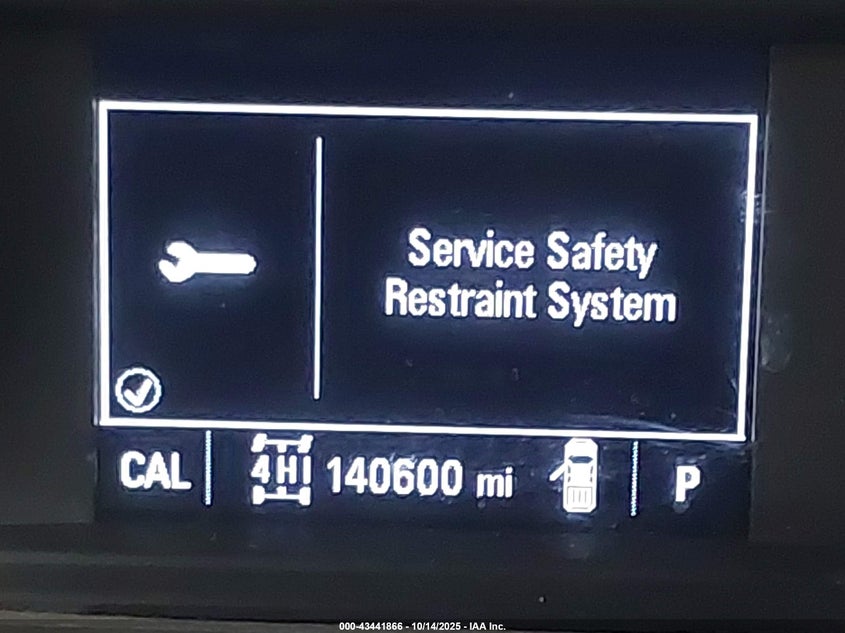 Service Safety
Restraint System
CAL 4HI 140600 mi P
000-43441866 - 10/14/2025 - IAA Inc.